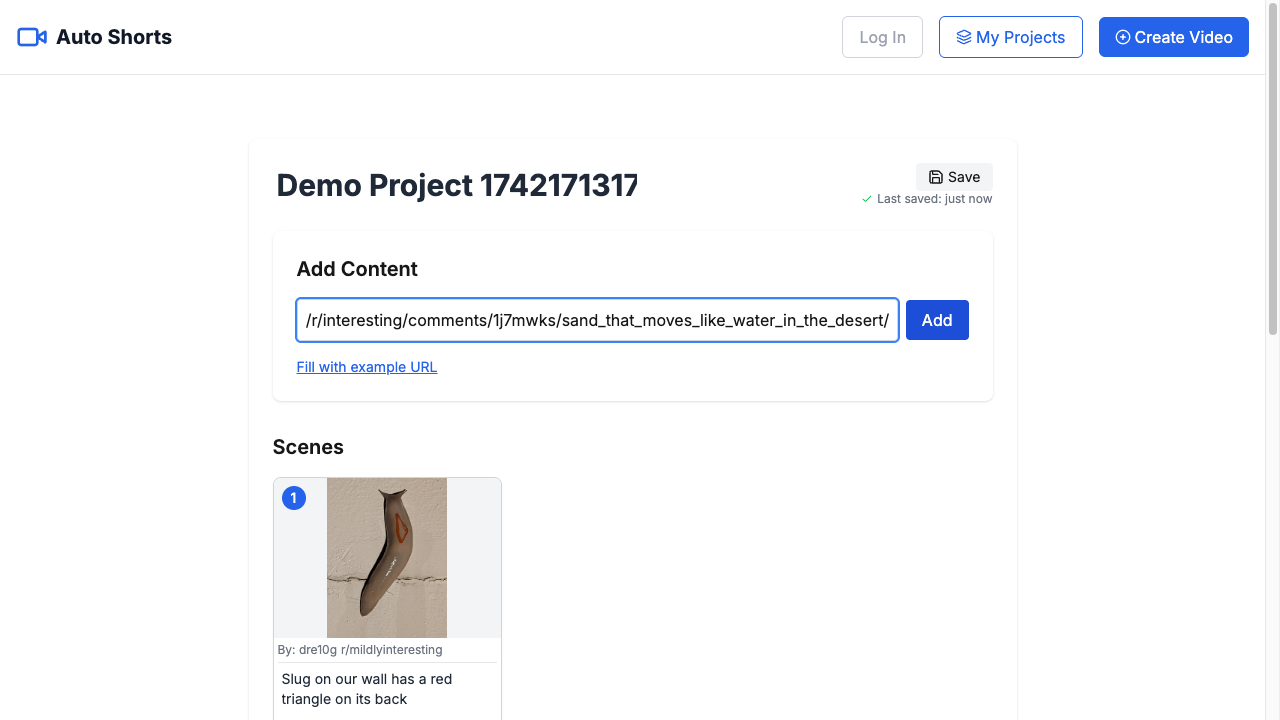 Auto Shorts
Log In
My Projects
Create Video
Demo Project 1742171317
Save
Last saved: just now
Add Content
/r/interesting/comments/1j7mwks/sand_that_moves_like_water_in_the_desert/
Add
Fill with example URL
Scenes
1
By: dre10g r/mildlyinteresting
Slug on our wall has a red
triangle on its back